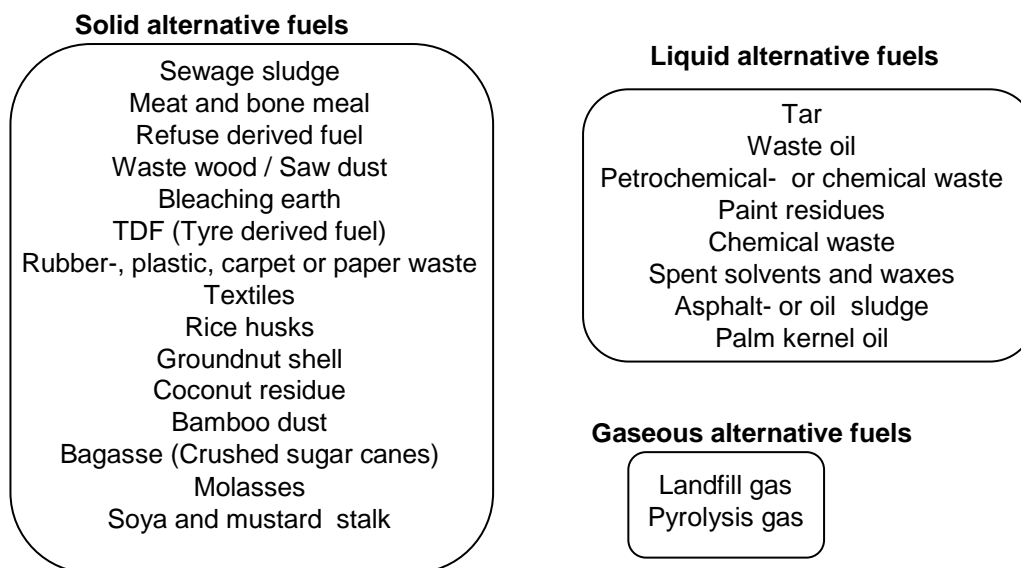 Solid alternative fuels
Sewage sludge
Meat and bone meal
Refuse derived fuel
Waste wood / Saw dust
Bleaching earth
TDF (Tyre derived fuel)
Rubber-, plastic, carpet or paper waste
Textiles
Rice husks
Groundnut shell
Coconut residue
Bamboo dust
Bagasse (Crushed sugar canes)
Molasses
Soya and mustard stalk
Liquid alternative fuels
Tar
Waste oil
Petrochemical- or chemical waste
Paint residues
Chemical waste
Spent solvents and waxes
Asphalt- or oil sludge
Palm kernel oil
Gaseous alternative fuels
Landfill gas
Pyrolysis gas